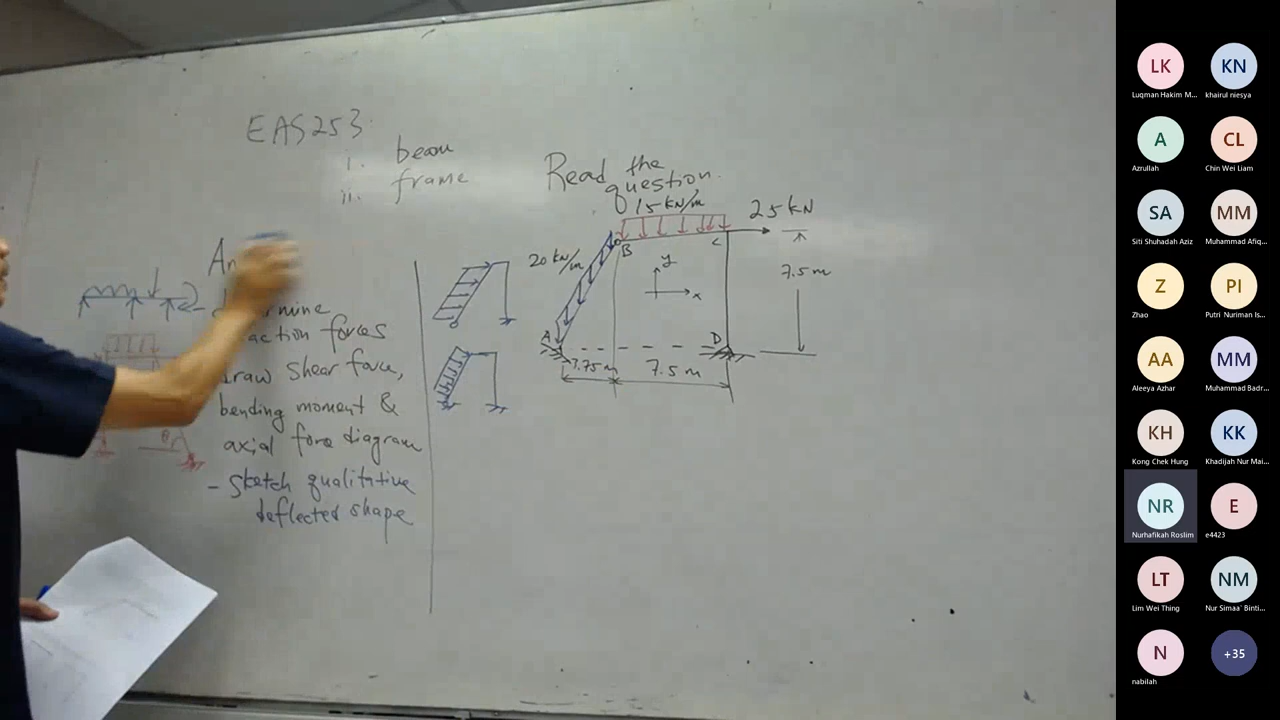 EAS253
i. beam
ii. frame
Read the
question.
15 kN/m
25 kN
20 kN/m
B
C
y
x
7.5 m
A
D
7.5 m
An
action forces
draw shear force,
bending moment &
axial force diagram
- sketch qualitative
deflected shape
θ
LK
Luqman Hakim M...
KN
khairul niesya
A
Azrullah
CL
Chin Wei Liam
SA
Siti Shuhadah Aziz
MM
Muhammad Afiq...
Z
Zhao
PI
Putri Nuriman Is...
AA
Aleeya Azhar
MM
Muhammad Badr...
KH
Kong Chek Hung
KK
Khadijah Nur Mai...
NR
Nurhafikah Roslim
E
e4423
LT
Lim Wei Thing
NM
Nur Simaa` Binti...
N
nabilah
+35